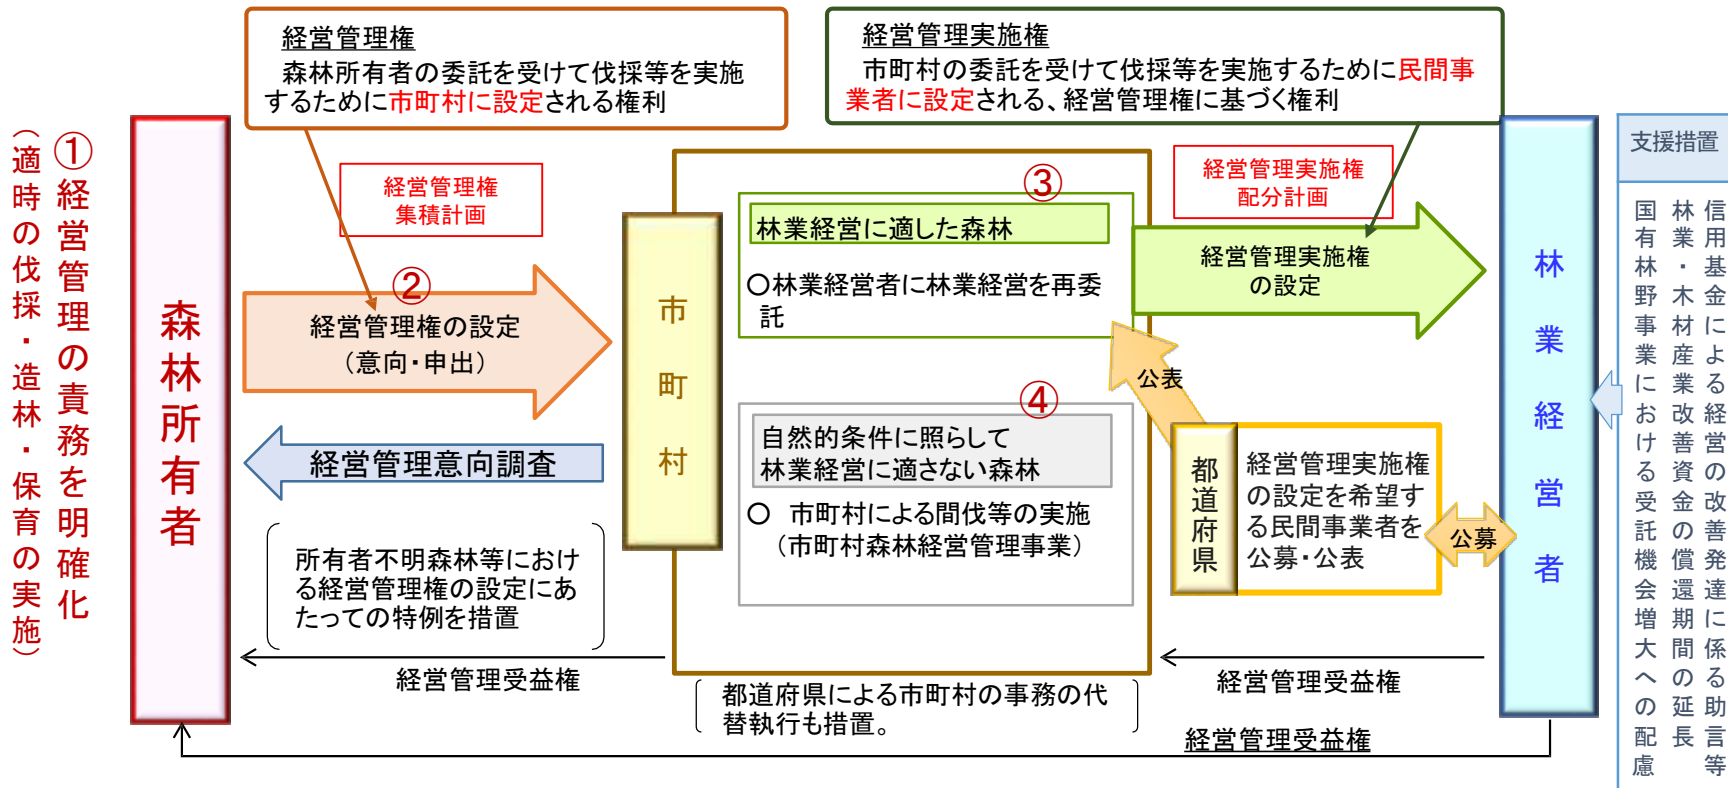 経営管理権
森林所有者の委託を受けて伐採等を実施
するために市町村に設定される権利
経営管理実施権
市町村の委託を受けて伐採等を実施するために民間事
業者に設定される、経営管理権に基づく権利
①経営管理の責務を明確化
（適時の伐採・造林・保育の実施）
森林所有者
経営管理権
集積計画
②
経営管理権の設定
（意向・申出）
経営管理意向調査
所有者不明森林等におけ
る経営管理権の設定にあ
たっての特例を措置
経営管理受益権
市町村
③
林業経営に適した森林
〇林業経営者に林業経営を再委
託
④
自然的条件に照らして
林業経営に適さない森林
〇　市町村による間伐等の実施
（市町村森林経営管理事業）
都道府県による市町村の事務の代
替執行も措置。
経営管理実施権
配分計画
経営管理実施権
の設定
公表
都道府県
経営管理実施権
の設定を希望す
る民間事業者を
公募・公表
公募
経営管理受益権
経営管理受益権
林業経営者
支援措置
信用基金による経営の改善発達に係る助言等
林業・木材産業改善資金の償還期間の延長
国有林野事業における受託機会増大への配慮